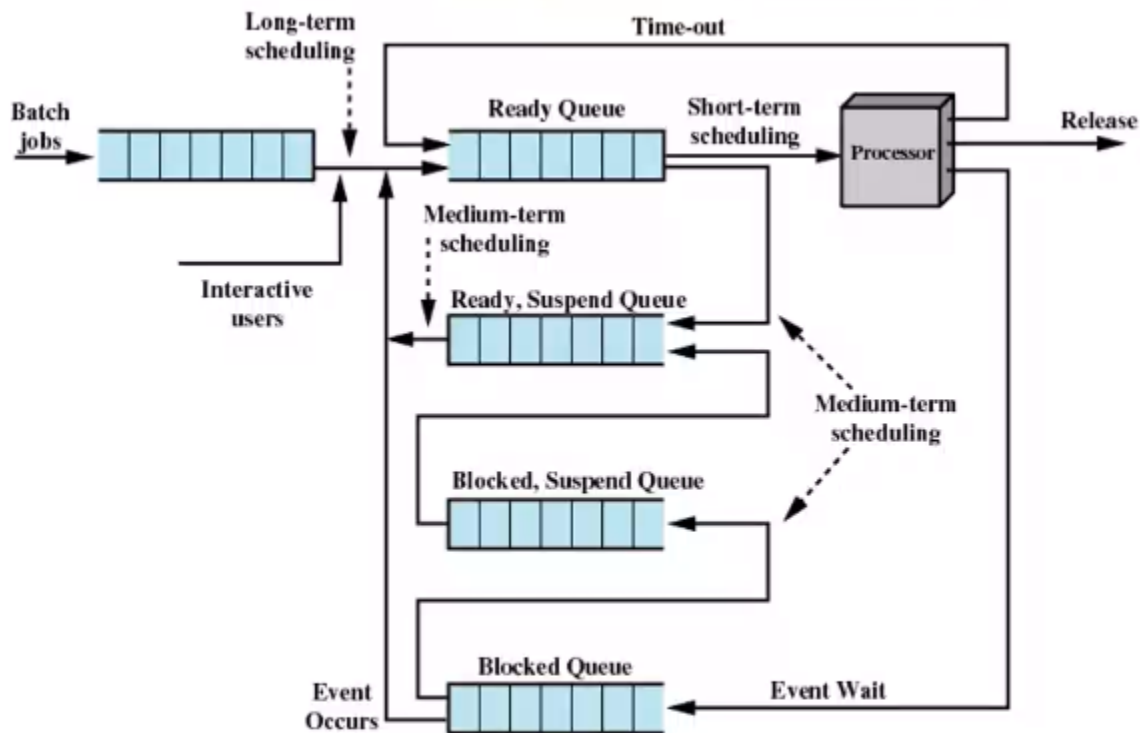 Long-term
scheduling
Time-out
Batch
jobs
Ready Queue
Short-term
scheduling
Processor
Release
Medium-term
scheduling
Interactive
users
Ready, Suspend Queue
Medium-term
scheduling
Blocked, Suspend Queue
Blocked Queue
Event Wait
Event
Occurs